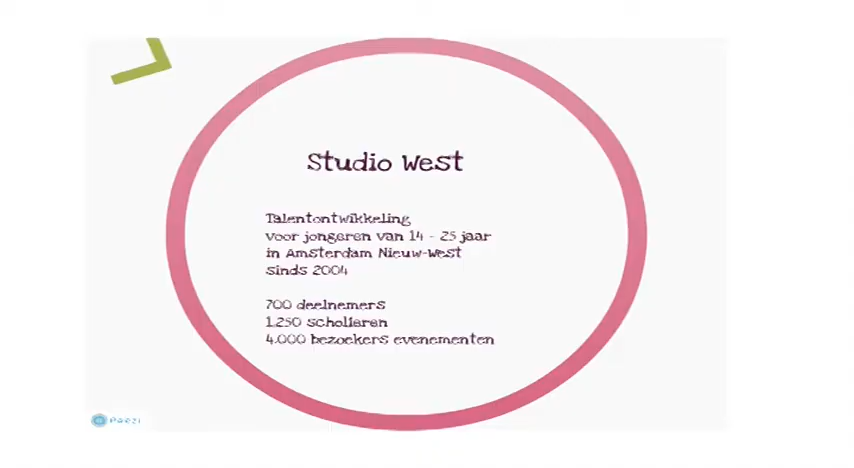 Studio West
Talentontwikkeling
voor jongeren van 14 - 25 jaar
in Amsterdam Nieuw-West
sinds 2004
700 deelnemers
1.250 scholieren
4.000 bezoekers evenementen
PREZI